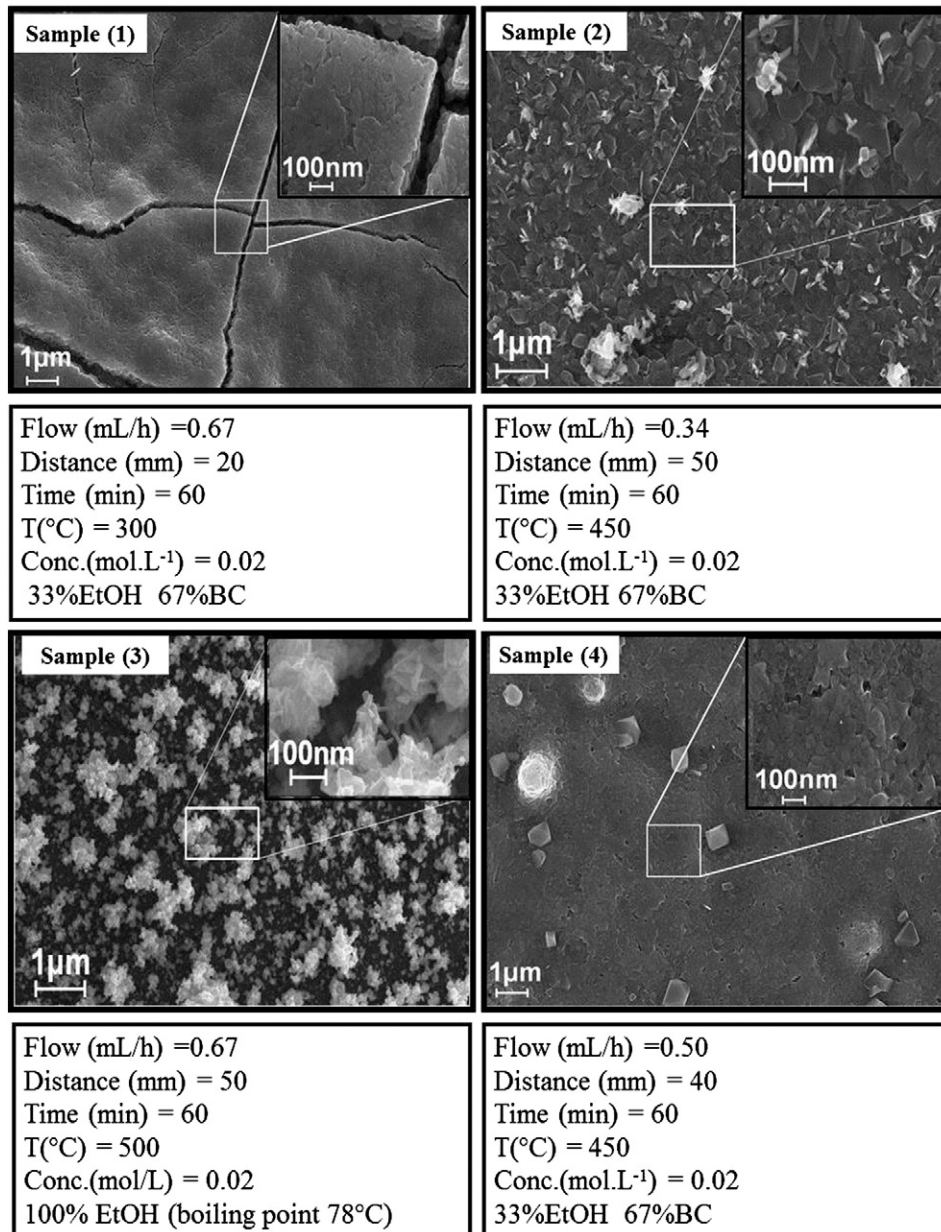 Sample (1)
100nm
1µm
Sample (2)
100nm
1µm
Flow (mL/h) =0.67
Distance (mm) = 20
Time (min) = 60
T(°C) = 300
Conc.(mol.L⁻¹) = 0.02
33%EtOH 67%BC
Flow (mL/h) =0.34
Distance (mm) = 50
Time (min) = 60
T(°C) = 450
Conc.(mol.L⁻¹) = 0.02
33%EtOH 67%BC
Sample (3)
100nm
1µm
Sample (4)
100nm
1µm
Flow (mL/h) =0.67
Distance (mm) = 50
Time (min) = 60
T(°C) = 500
Conc.(mol/L) = 0.02
100% EtOH (boiling point 78°C)
Flow (mL/h) =0.50
Distance (mm) = 40
Time (min) = 60
T(°C) = 450
Conc.(mol.L⁻¹) = 0.02
33%EtOH 67%BC